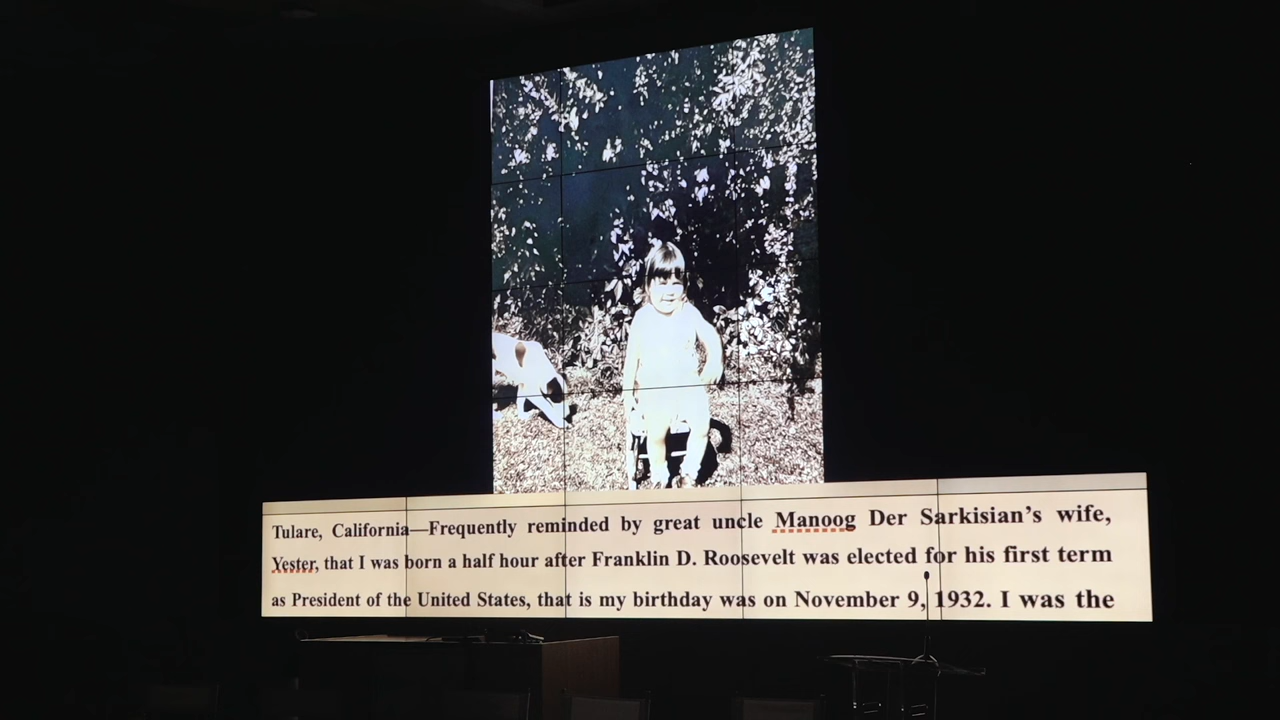 Tulare, California—Frequently reminded by great uncle Manoog Der Sarkisian's wife,
Yester, that I was born a half hour after Franklin D. Roosevelt was elected for his first term
as President of the United States, that is my birthday was on November 9, 1932. I was the